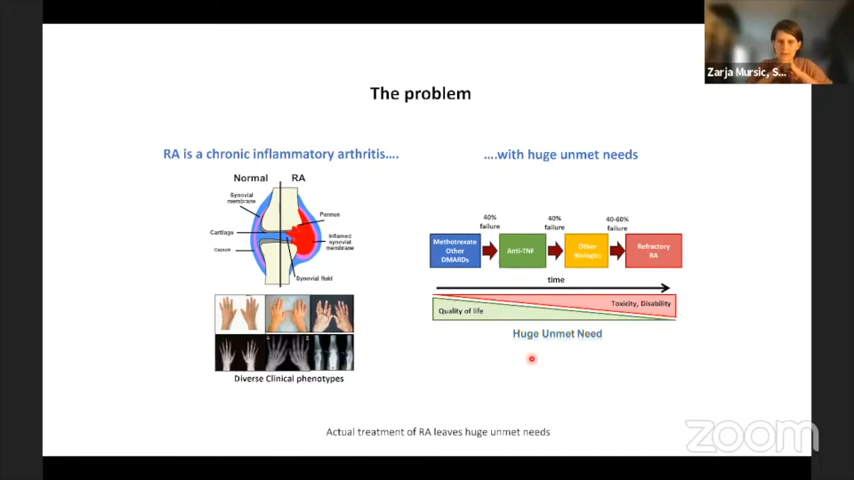 Zarja Mursic, S...
The problem
RA is a chronic inflammatory arthritis....
....with huge unmet needs
Normal
RA
Synovial
membrane
Cartilage
Capsule
Pannus
Inflamed
synovial
membrane
Synovial fluid
Diverse Clinical phenotypes
40%
failure
40%
failure
40-60%
failure
Methotrexate
Other
DMARDs
Anti-TNF
Other
Biologics
Refractory
RA
time
Toxicity, Disability
Quality of life
Huge Unmet Need
Actual treatment of RA leaves huge unmet needs
zoom